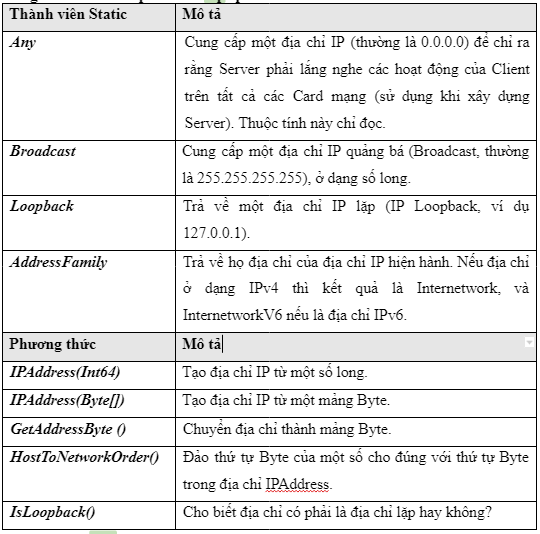 Thành viên Static Mô tả
Any Cung cấp một địa chỉ IP (thường là 0.0.0.0) để chỉ ra
rằng Server phải lắng nghe các hoạt động của Client
trên tất cả các Card mạng (sử dụng khi xây dựng
Server). Thuộc tính này chỉ đọc.
Broadcast Cung cấp một địa chỉ IP quảng bá (Broadcast, thường
là 255.255.255.255), ở dạng số long.
Loopback Trả về một địa chỉ IP lặp (IP Loopback, ví dụ
127.0.0.1).
AddressFamily Trả về họ địa chỉ của địa chỉ IP hiện hành. Nếu địa chỉ
ở dạng IPv4 thì kết quả là Internetwork, và
InternetworkV6 nếu là địa chỉ IPv6.
Phương thức Mô tả
IPAddress(Int64) Tạo địa chỉ IP từ một số long.
IPAddress(Byte[]) Tạo địa chỉ IP từ một mảng Byte.
GetAddressByte () Chuyển địa chỉ thành mảng Byte.
HostToNetworkOrder() Đảo thứ tự Byte của một số cho đúng với thứ tự Byte
trong địa chỉ IPAddress.
IsLoopback() Cho biết địa chỉ có phải là địa chỉ lặp hay không?